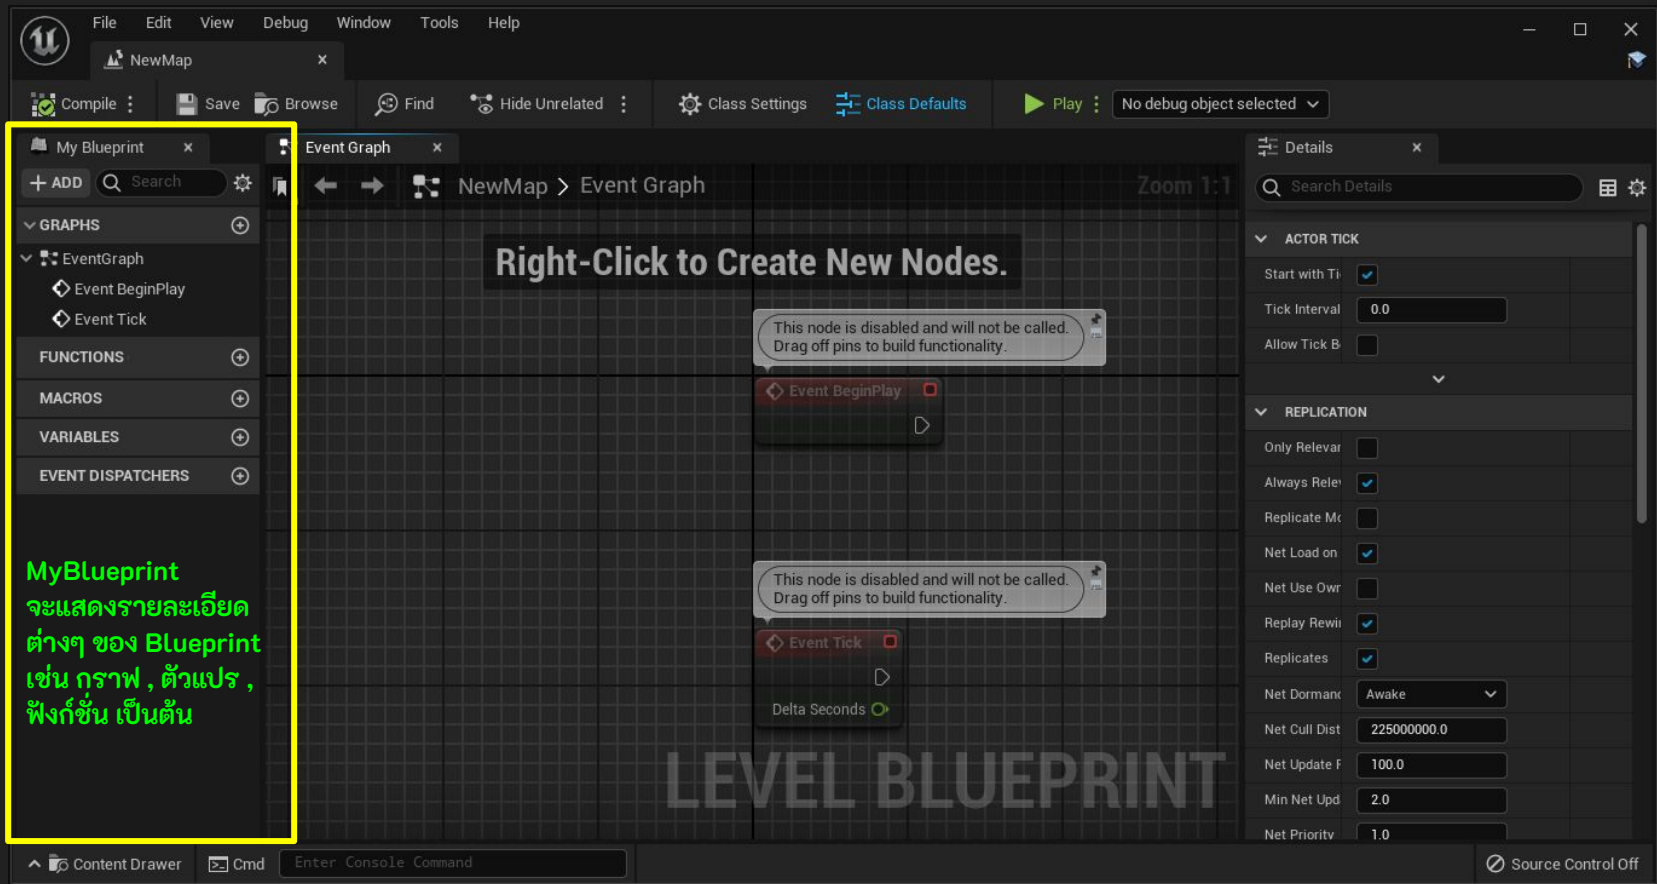 File Edit View Debug Window Tools Help
NewMap
Compile Save Browse Find Hide Unrelated Class Settings Class Defaults Play No debug object selected
My Blueprint
+ ADD Search
GRAPHS
EventGraph
Event BeginPlay
Event Tick
FUNCTIONS
MACROS
VARIABLES
EVENT DISPATCHERS
MyBlueprint
จะแสดงรายละเอียด
ต่างๆ ของ Blueprint
เช่น กราฟ , ตัวแปร ,
ฟังก์ชั่น เป็นต้น
Event Graph
NewMap > Event Graph Zoom 1:1
Right-Click to Create New Nodes.
This node is disabled and will not be called.
Drag off pins to build functionality.
Event BeginPlay
This node is disabled and will not be called.
Drag off pins to build functionality.
Event Tick
Delta Seconds
LEVEL BLUEPRINT
Details
Search Details
ACTOR TICK
Start with Ti
Tick Interval 0.0
Allow Tick B
REPLICATION
Only Relevar
Always Rele
Replicate Mo
Net Load on
Net Use Owr
Replay Rewi
Replicates
Net Dormanc Awake
Net Cull Dist 225000000.0
Net Update F 100.0
Min Net Upd 2.0
Net Priority 1.0
Content Drawer Cmd Enter Console Command Source Control Off